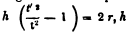 h (t'²/t² − 1) = 2 r, h